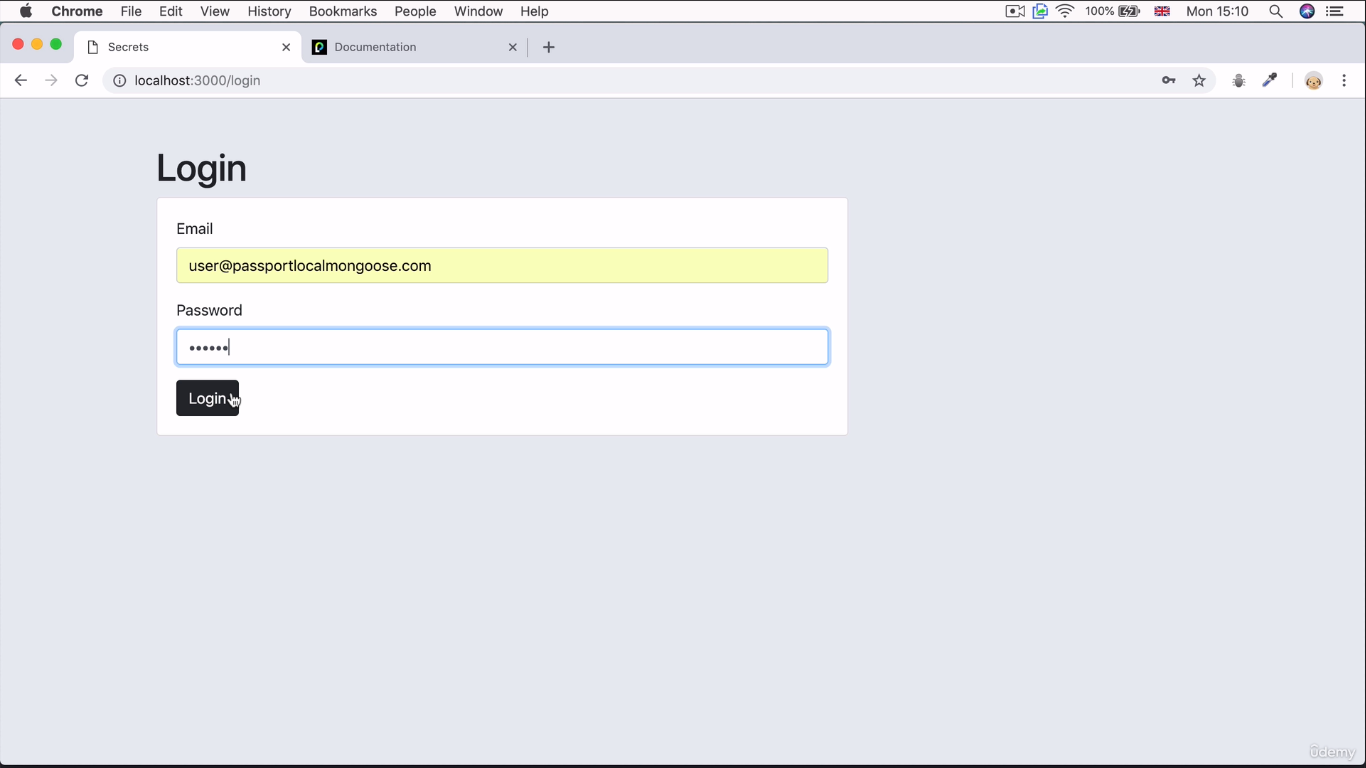 Chrome File Edit View History Bookmarks People Window Help 100% Mon 15:10
Secrets Documentation
localhost:3000/login
Login
Email
user@passportlocalmongoose.com
Password
••••••
Login
ûdemy